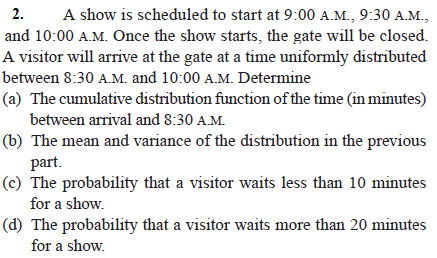 2. A show is scheduled to start at 9:00 A.M., 9:30 A.M.,
and 10:00 A.M. Once the show starts, the gate will be closed.
A visitor will arrive at the gate at a time uniformly distributed
between 8:30 A.M. and 10:00 A.M. Determine
(a) The cumulative distribution function of the time (in minutes)
between arrival and 8:30 A.M.
(b) The mean and variance of the distribution in the previous
part.
(c) The probability that a visitor waits less than 10 minutes
for a show.
(d) The probability that a visitor waits more than 20 minutes
for a show.